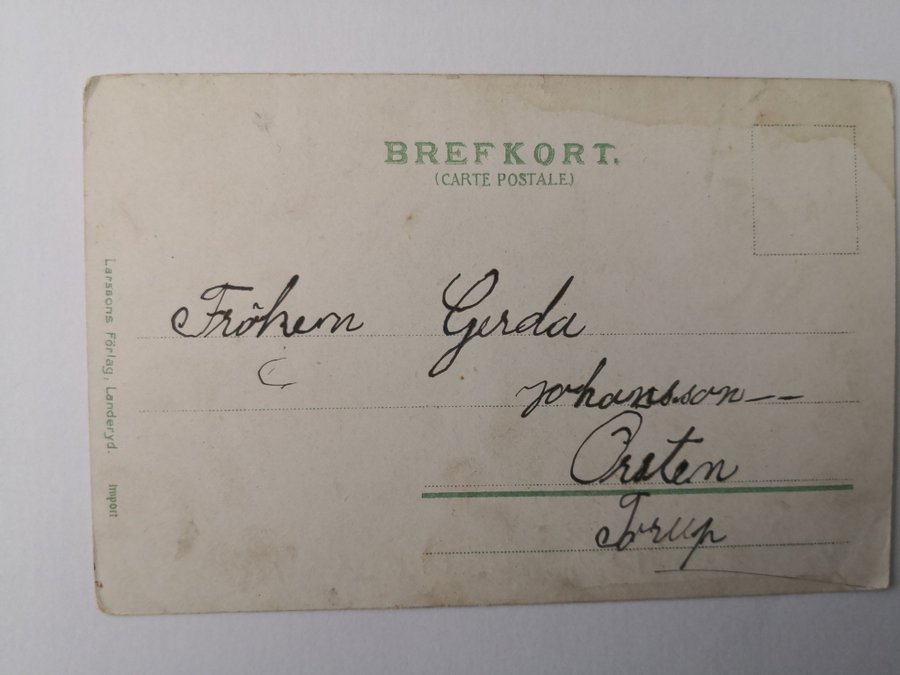 BREFKORT.
(CARTE POSTALE.)
Fröken Gerda
Johansson--
Orsten
Torup
Larssons Förlag, Landeryd. Import